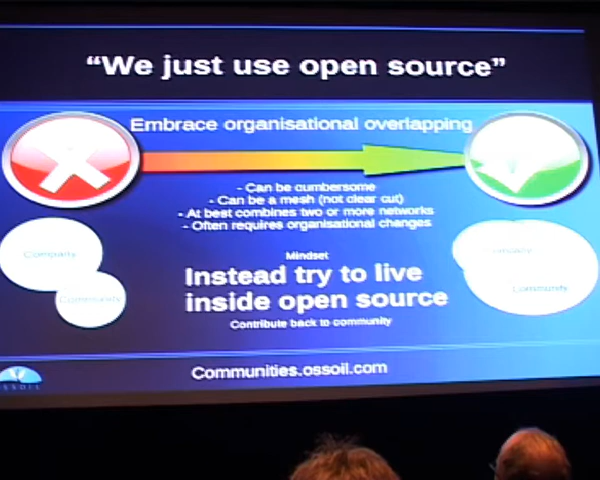 “We just use open source”
Embrace organisational overlapping
- Can be cumbersome
- Can be a mesh (not clear cut)
- At best combines two or more networks
- Often requires organisational changes
Company
Community
Mindset
Instead try to live
inside open source
Contribute back to community
Company
Community
Communities.ossoil.com
OSSOIL